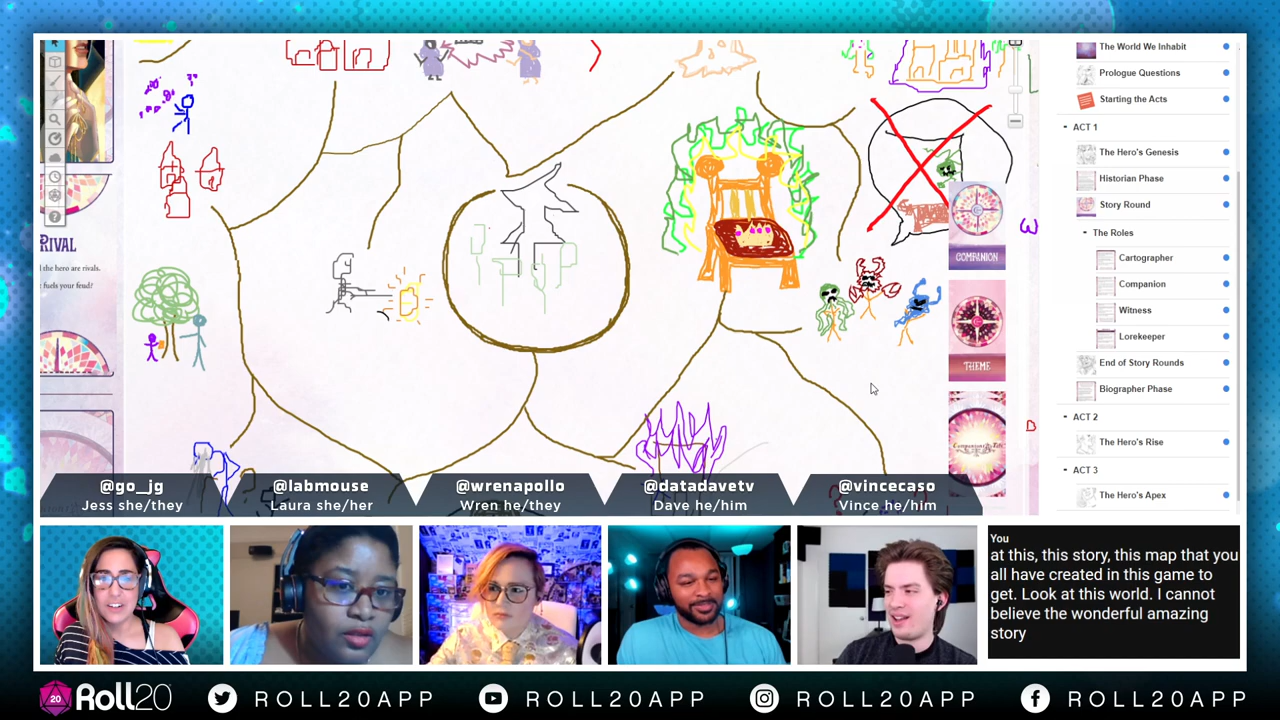 The World We Inhabit
Prologue Questions
Starting the Acts
ACT 1
The Hero's Genesis
Historian Phase
Story Round
The Roles
Cartographer
Companion
Witness
Lorekeeper
End of Story Rounds
Biographer Phase
ACT 2
The Hero's Rise
ACT 3
The Hero's Apex
RIVAL
the hero are rivals.
fuels your feud?
COMPANION
THEME
Companions' Tale
@go_jg
Jess she/they
@labmouse
Laura she/her
@wrenapollo
Wren he/they
@datadavetv
Dave he/him
@vincecaso
Vince he/him
You
at this, this story, this map that you
all have created in this game to
get. Look at this world. I cannot
believe the wonderful amazing
story
20
Roll20
ROLL20APP
ROLL20APP
ROLL20APP
ROLL20APP